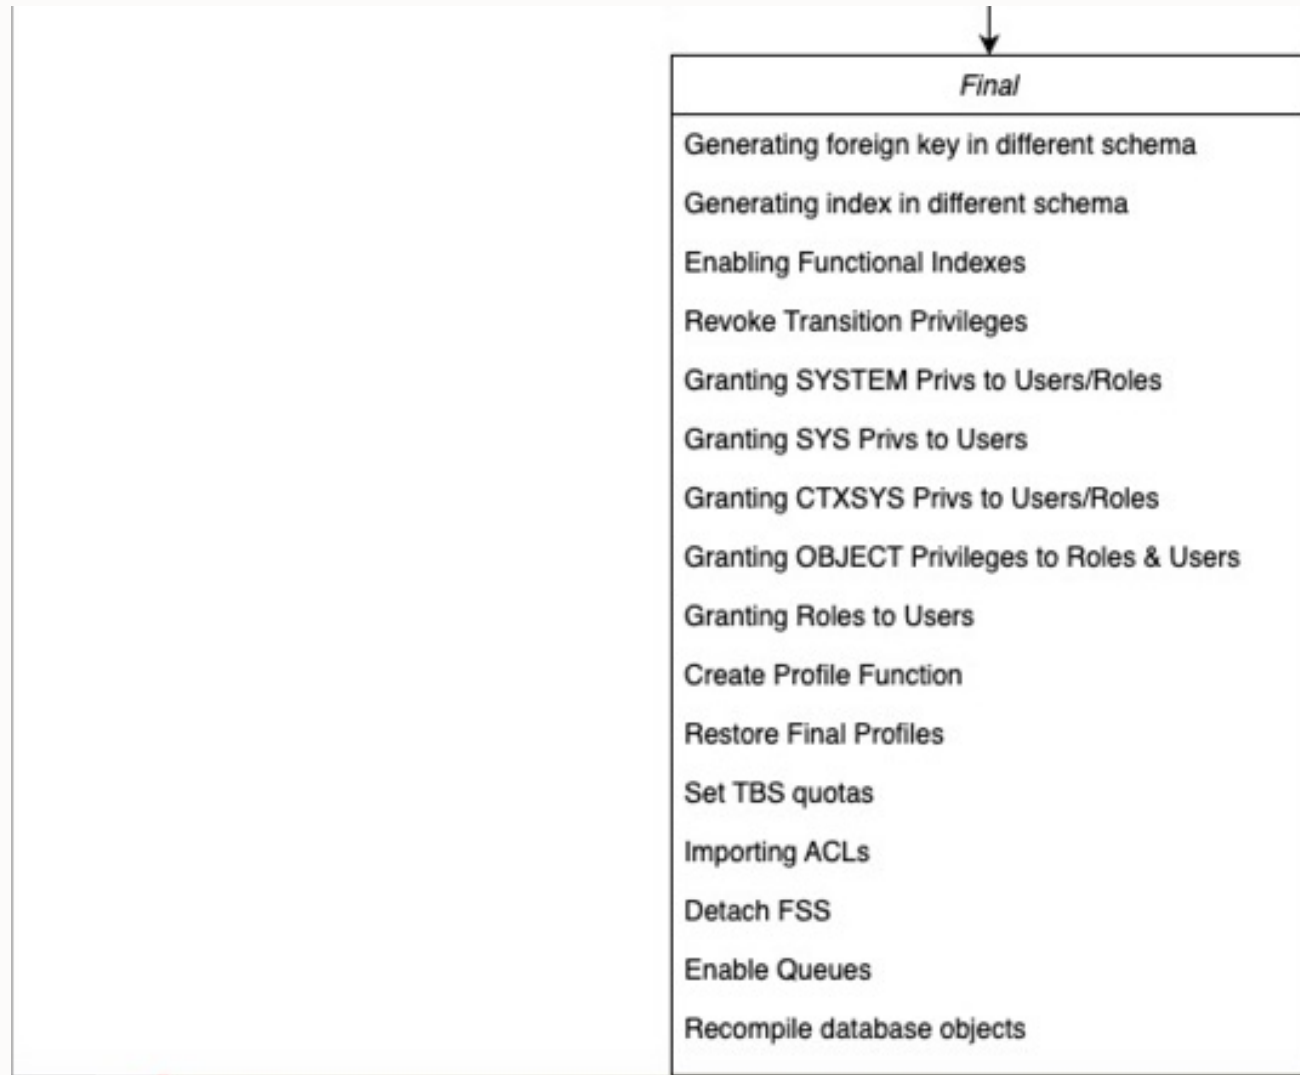 Final
Generating foreign key in different schema
Generating index in different schema
Enabling Functional Indexes
Revoke Transition Privileges
Granting SYSTEM Privs to Users/Roles
Granting SYS Privs to Users
Granting CTXSYS Privs to Users/Roles
Granting OBJECT Privileges to Roles & Users
Granting Roles to Users
Create Profile Function
Restore Final Profiles
Set TBS quotas
Importing ACLs
Detach FSS
Enable Queues
Recompile database objects